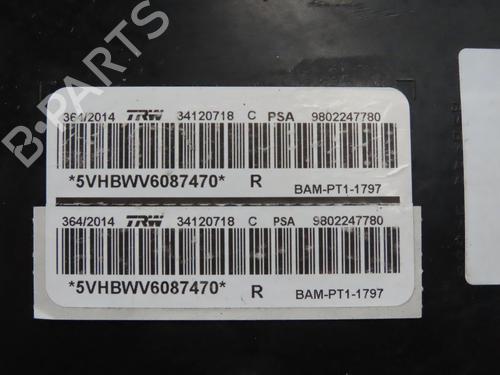 B-PARTS
364/2014 TRW 34120718 C PSA 9802247780
*5VHBWV6087470* R BAM-PT1-1797
364/2014 TRW 34120718 C PSA 9802247780
*5VHBWV6087470* R BAM-PT1-1797